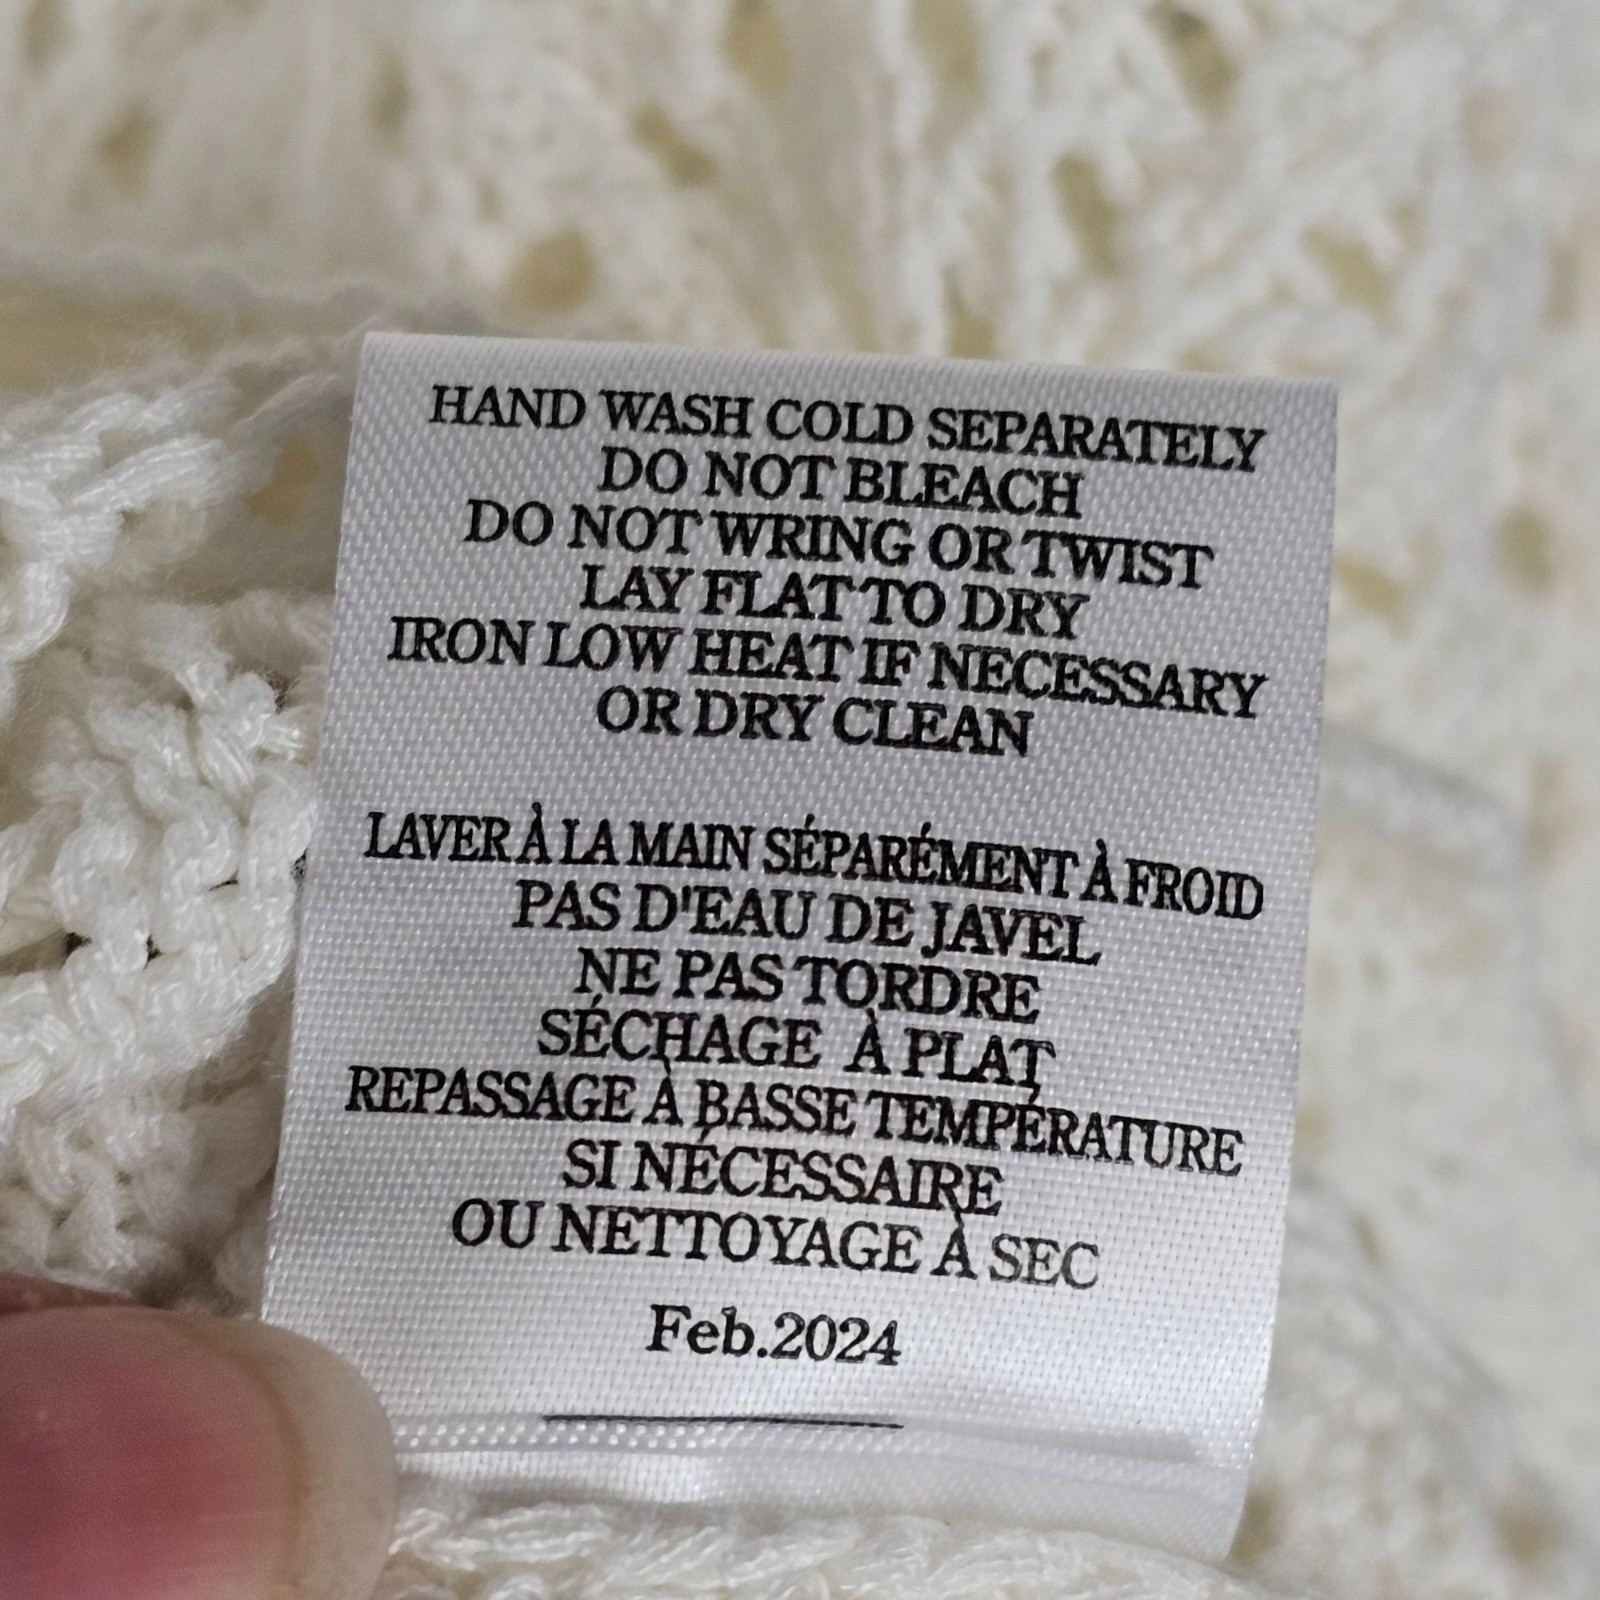 HAND WASH COLD SEPARATELY
DO NOT BLEACH
DO NOT WRING OR TWIST
LAY FLAT TO DRY
IRON LOW HEAT IF NECESSARY
OR DRY CLEAN
LAVER À LA MAIN SÉPARÉMENT À FROID
PAS D'EAU DE JAVEL
NE PAS TORDRE
SÉCHAGE À PLAT
REPASSAGE À BASSE TEMPÉRATURE
SI NÉCESSAIRE
OU NETTOYAGE À SEC
Feb.2024